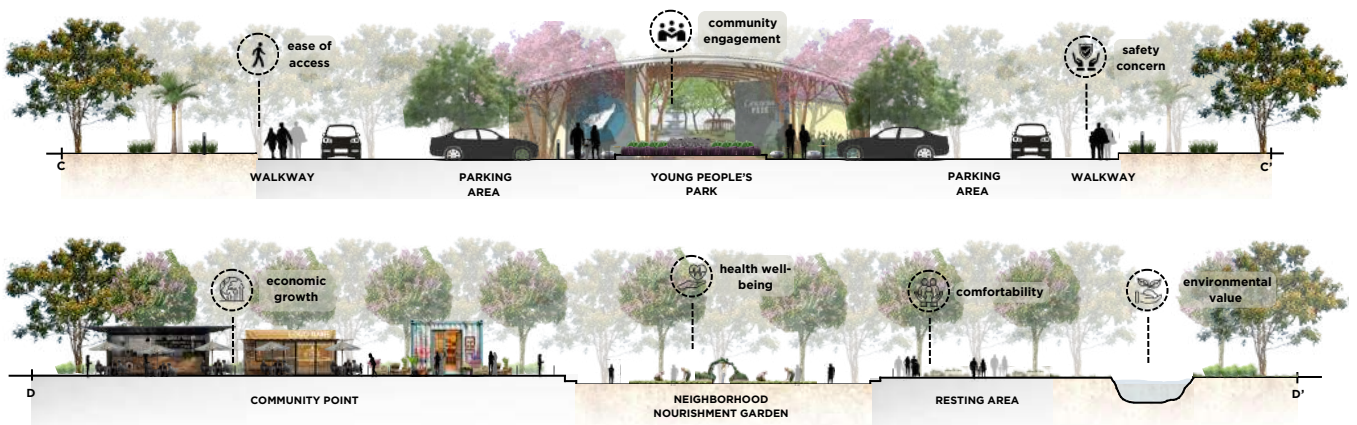 ease of
access
community
engagement
safety
concern
C
C'
WALKWAY
PARKING
AREA
YOUNG PEOPLE'S
PARK
PARKING
AREA
WALKWAY
economic
growth
health well-
being
comfortability
environmental
value
D
D'
COMMUNITY POINT
NEIGHBORHOOD
NOURISHMENT GARDEN
RESTING AREA